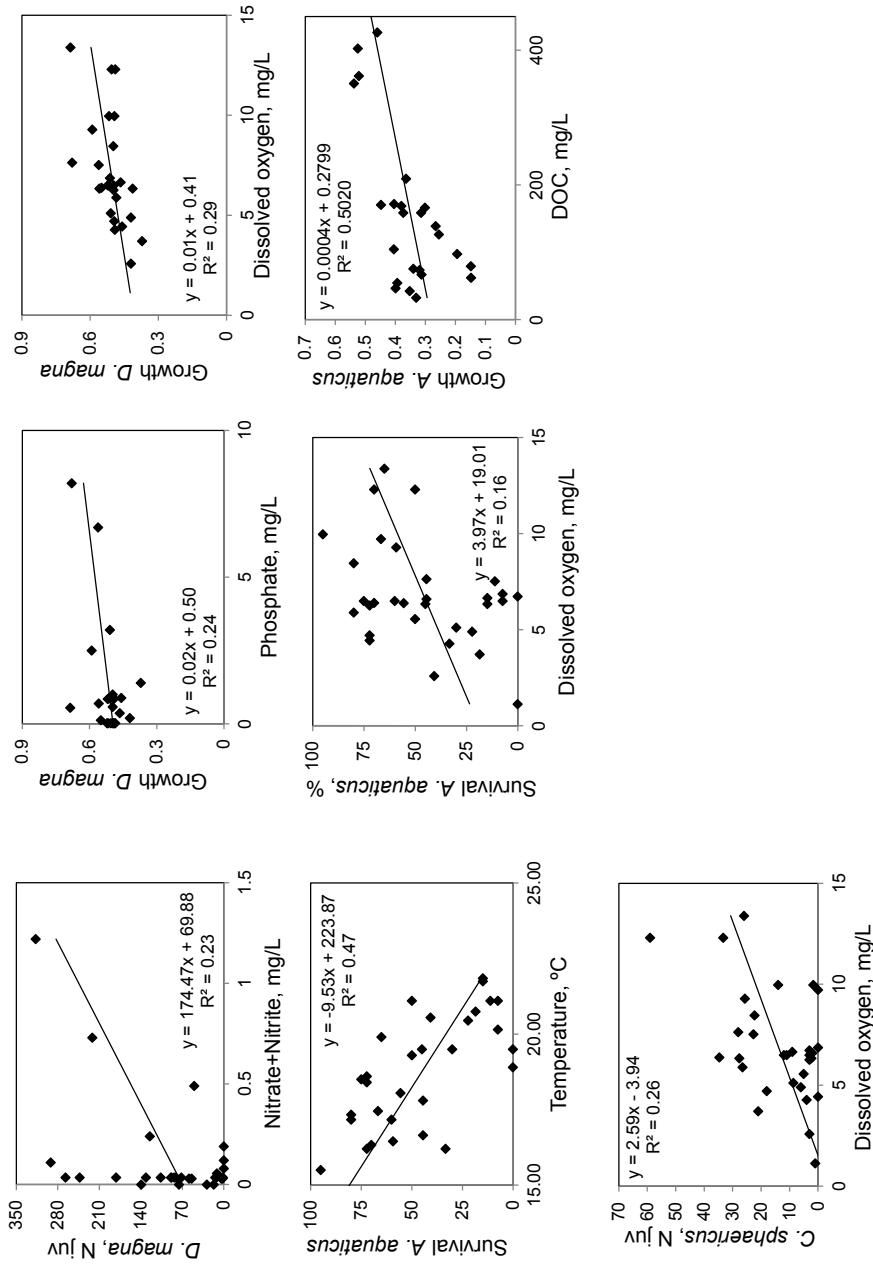 350
280
210
140
70
0
D. magna, N juv
y = 174.47x + 69.88
R² = 0.23
0
0.5
1
1.5
Nitrate+Nitrite, mg/L
0.9
0.6
0.3
0
Growth D. magna
y = 0.02x + 0.50
R² = 0.24
0
5
10
Phosphate, mg/L
0.9
0.6
0.3
0
Growth D. magna
y = 0.01x + 0.41
R² = 0.29
0
5
10
15
Dissolved oxygen, mg/L
100
75
50
25
0
Survival A. aquaticus
y = -9.53x + 223.87
R² = 0.47
15.00
20.00
25.00
Temperature, ºC
100
75
50
25
0
Survival A. aquaticus, %
y = 3.97x + 19.01
R² = 0.16
0
5
10
15
Dissolved oxygen, mg/L
0.7
0.6
0.5
0.4
0.3
0.2
0.1
0
Growth A. aquaticus
y = 0.0004x + 0.2799
R² = 0.5020
0
200
400
DOC, mg/L
70
60
50
40
30
20
10
0
C. sphaericus, N juv
y = 2.59x - 3.94
R² = 0.26
0
5
10
15
Dissolved oxygen, mg/L